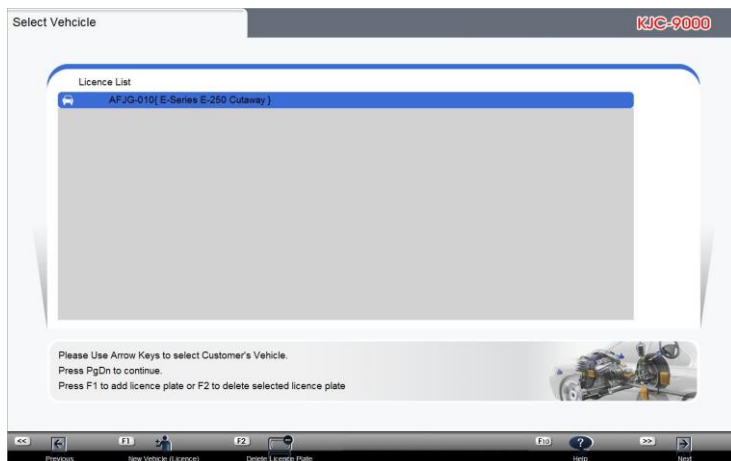 Select Vehcicle
KJC-9000
Licence List
AFJG-010{ E-Series E-250 Cutaway }
Please Use Arrow Keys to select Customer's Vehicle.
Press PgDn to continue.
Press F1 to add licence plate or F2 to delete selected licence plate
<< F1 F2 F10 ? >>
Previous New Vehicle (Licence) Delete Licence Plate Help Next